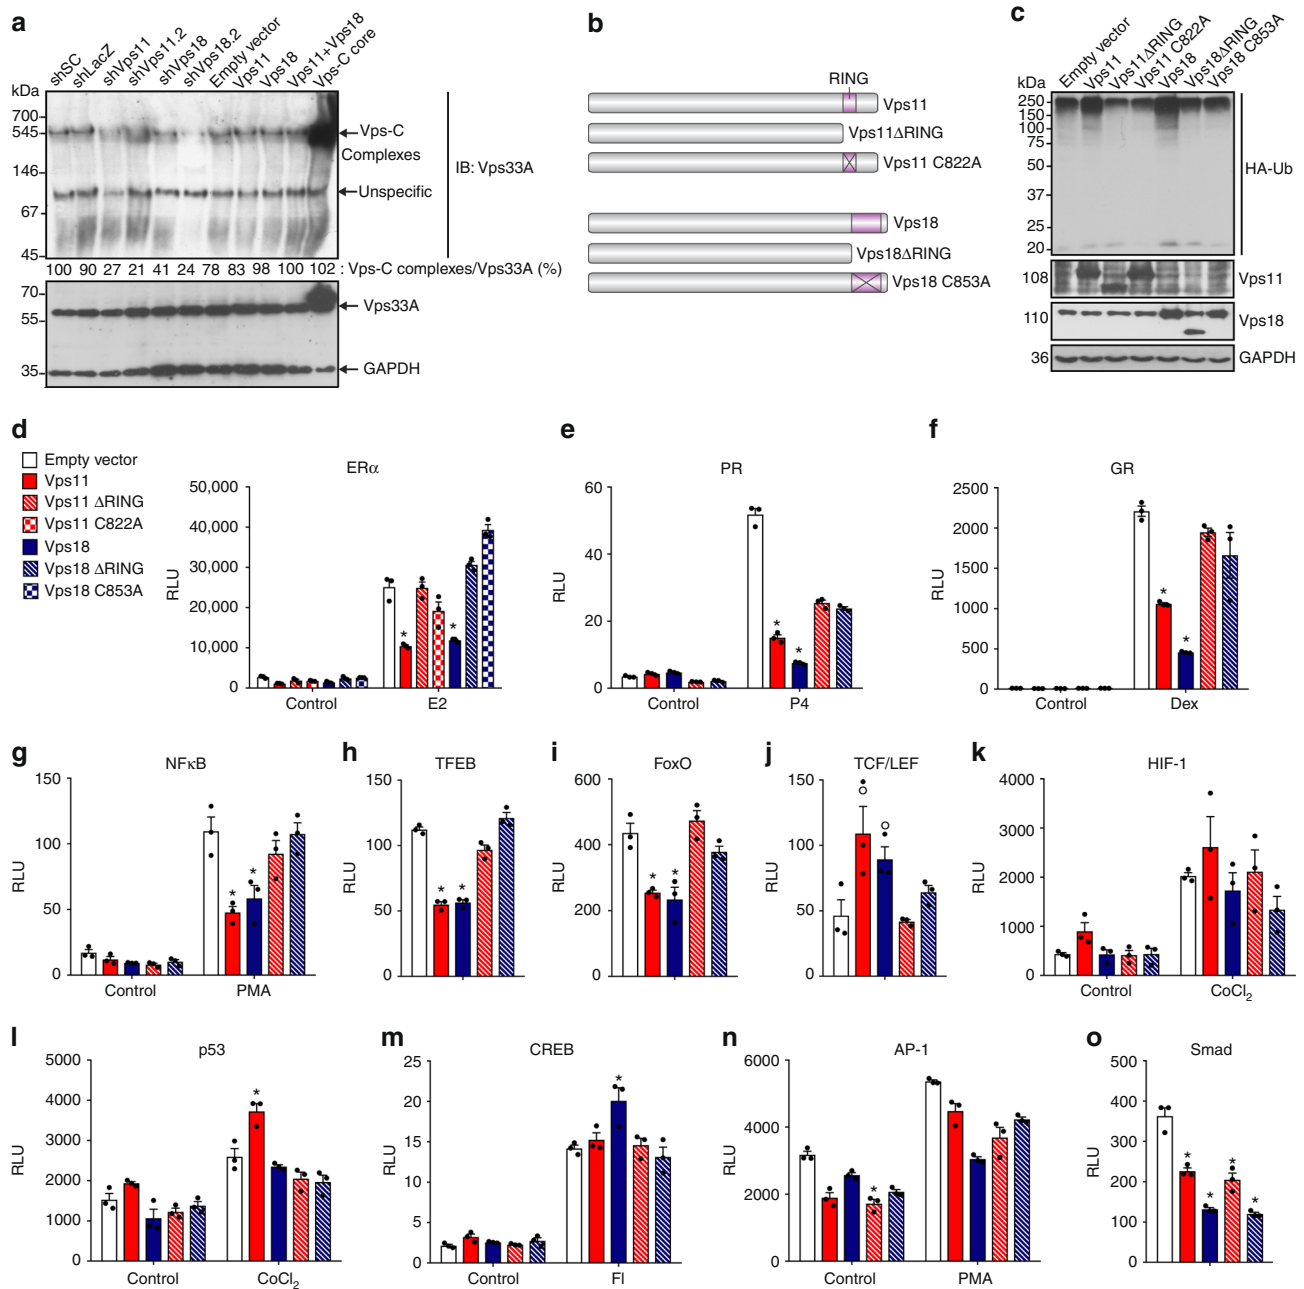 a
shSC
shLacZ
shVps11
shVps11.2
shVps18
shVps18.2
Empty vector
Vps11
Vps18
Vps11+Vps18
Vps-C core
kDa
700
545
146
67
45
Vps-C
Complexes
Unspecific
IB: Vps33A
100 90 27 21 41 24 78 83 98 100 102 : Vps-C complexes/Vps33A (%)
70
55
35
Vps33A
GAPDH
b
RING
Vps11
Vps11ΔRING
Vps11 C822A
Vps18
Vps18ΔRING
Vps18 C853A
c
Empty vector
Vps11
Vps11ΔRING
Vps11 C822A
Vps18
Vps18ΔRING
Vps18 C853A
kDa
250
150
100
75
50
37
25
20
HA-Ub
108
Vps11
110
Vps18
36
GAPDH
d
Empty vector
Vps11
Vps11 ΔRING
Vps11 C822A
Vps18
Vps18 ΔRING
Vps18 C853A
ERα
RLU
50,000
40,000
30,000
20,000
10,000
0
* *
Control E2
e
PR
RLU
60
40
20
0
* *
Control P4
f
GR
RLU
2500
2000
1500
1000
500
0
* *
Control Dex
g
NFκB
RLU
150
100
50
0
* *
Control PMA
h
TFEB
RLU
150
100
50
0
* *
i
FoxO
RLU
600
400
200
0
* *
j
TCF/LEF
RLU
150
100
50
0
k
HIF-1
RLU
4000
3000
2000
1000
0
Control CoCl2
l
p53
RLU
5000
4000
3000
2000
1000
0
*
Control CoCl2
m
CREB
RLU
25
20
15
10
5
0
*
Control FI
n
AP-1
RLU
6000
4000
2000
0
*
Control PMA
o
Smad
RLU
500
400
300
200
100
0
* * * *